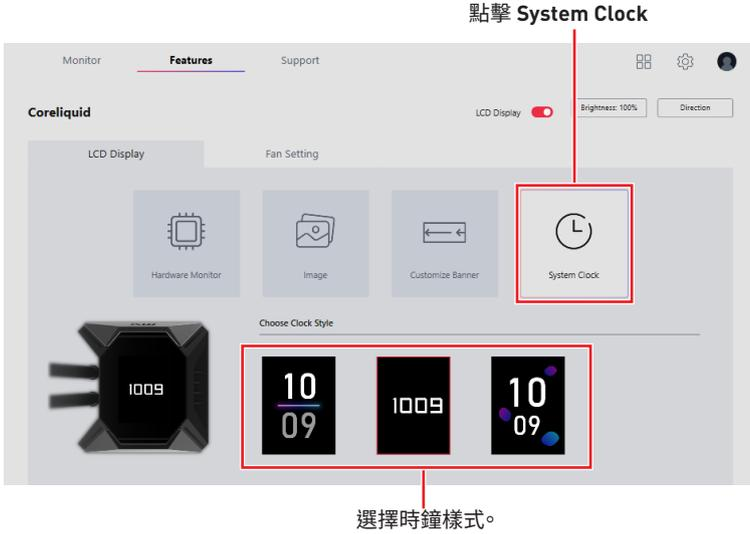 點擊 System Clock
Monitor
Features
Support
Coreliquid
LCD Display
Brightness: 100%
Direction
LCD Display
Fan Setting
Hardware Monitor
Image
Customize Banner
System Clock
Choose Clock Style
1009
10
09
1009
10
09
選擇時鐘樣式。